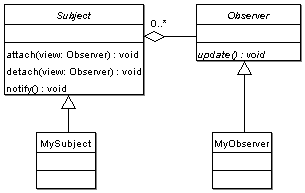 Subject
attach(view: Observer) : void
detach(view: Observer) : void
notify() : void
0..*
Observer
update() : void
MySubject
MyObserver